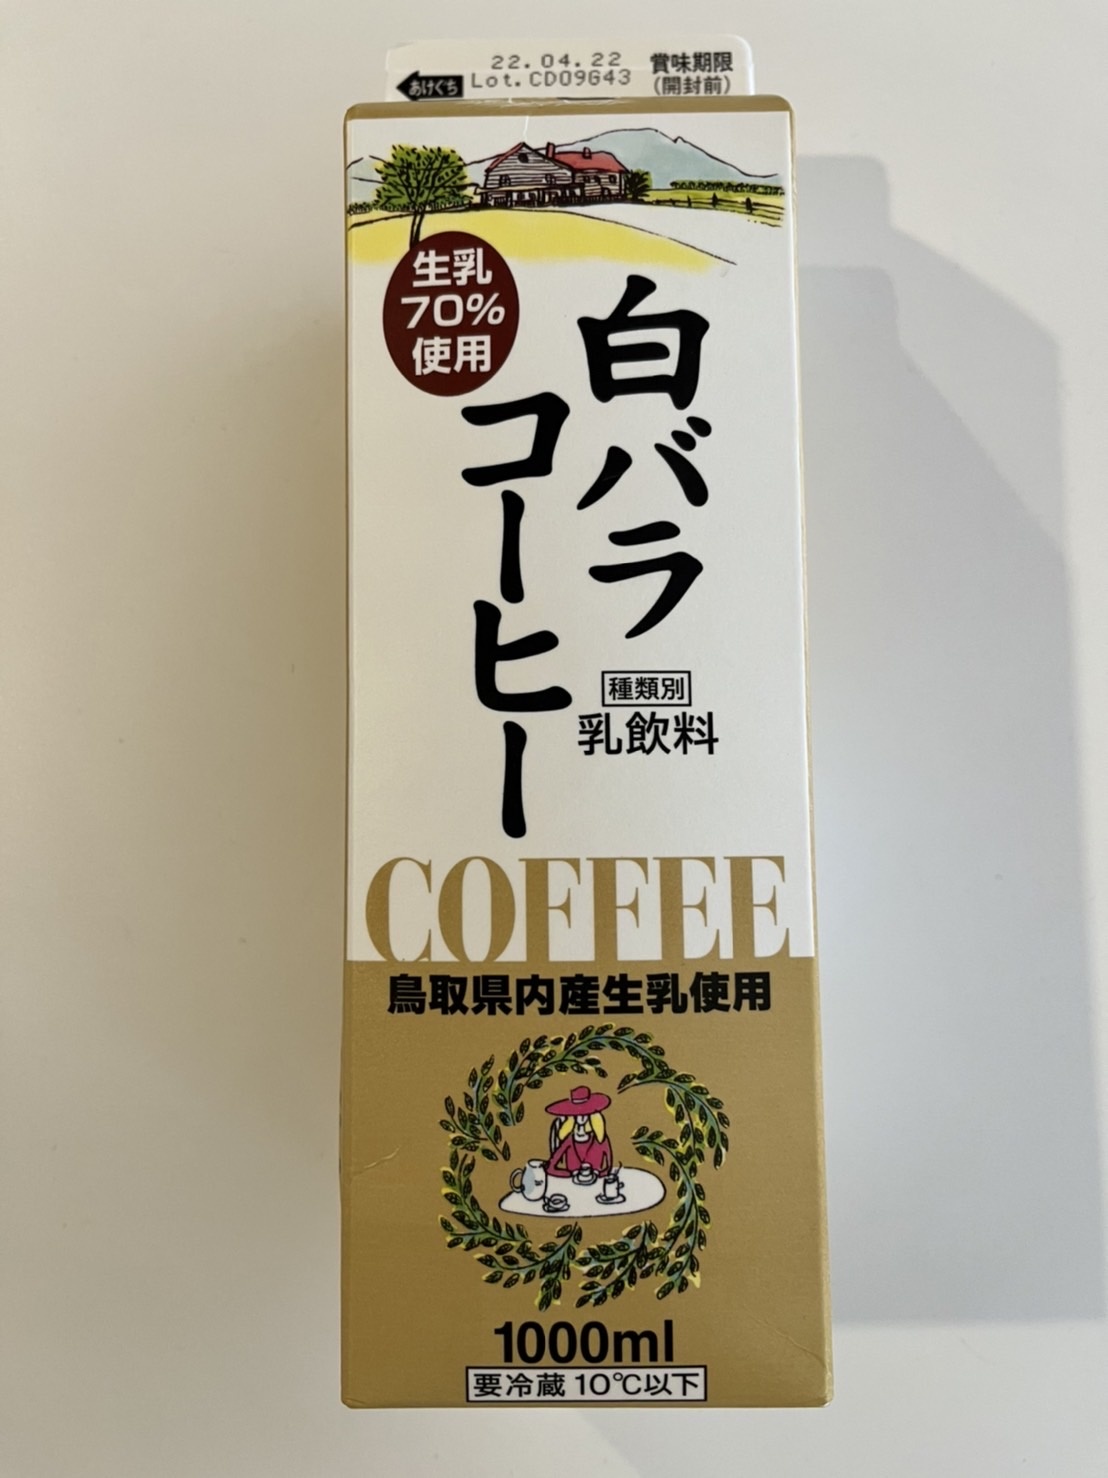 22.04.22
Lot.CD09G43
賞味期限
(開封前)
あけぐち
生乳
70%
使用
白バラ
コーヒー
種類別
乳飲料
COFFEE
鳥取県内産生乳使用
1000ml
要冷蔵 10℃以下